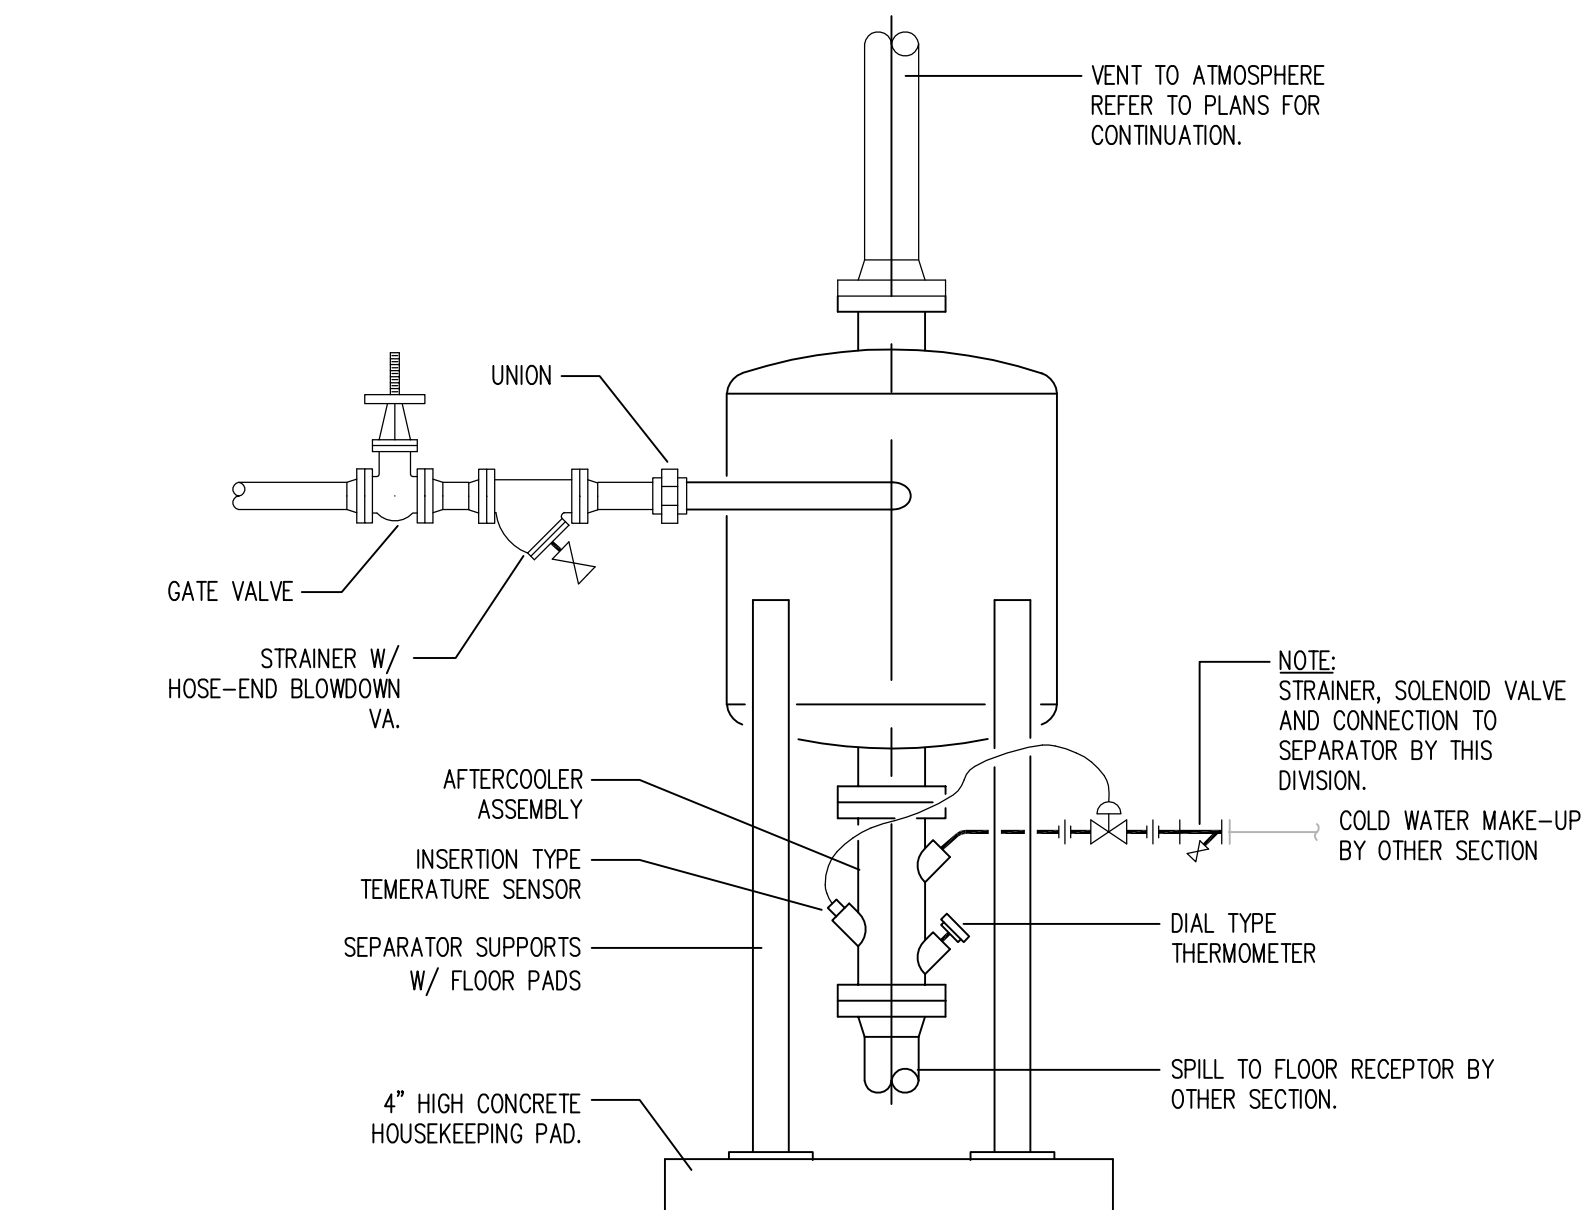 VENT TO ATMOSPHERE
REFER TO PLANS FOR
CONTINUATION.
UNION
GATE VALVE
STRAINER W/
HOSE-END BLOWDOWN
VA.
NOTE:
STRAINER, SOLENOID VALVE
AND CONNECTION TO
SEPARATOR BY THIS
DIVISION.
AFTERCOOLER
ASSEMBLY
COLD WATER MAKE-UP
BY OTHER SECTION
INSERTION TYPE
TEMERATURE SENSOR
DIAL TYPE
THERMOMETER
SEPARATOR SUPPORTS
W/ FLOOR PADS
SPILL TO FLOOR RECEPTOR BY
OTHER SECTION.
4" HIGH CONCRETE
HOUSEKEEPING PAD.